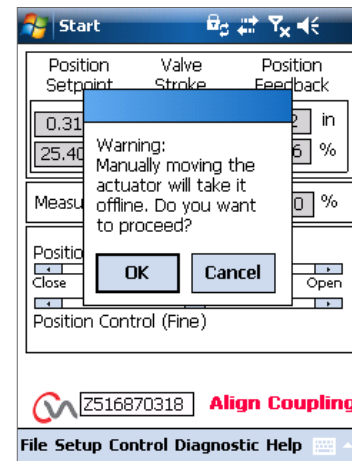 Start
Position Valve Position
Setpoint Stroke Feedback
0.31 in
25.40 6 %
Warning:
Manually moving the
actuator will take it
offline. Do you want
to proceed?
Measu 0 %
OK Cancel
Positio
Close Open
Position Control (Fine)
Z516870318 Align Coupling
File Setup Control Diagnostic Help